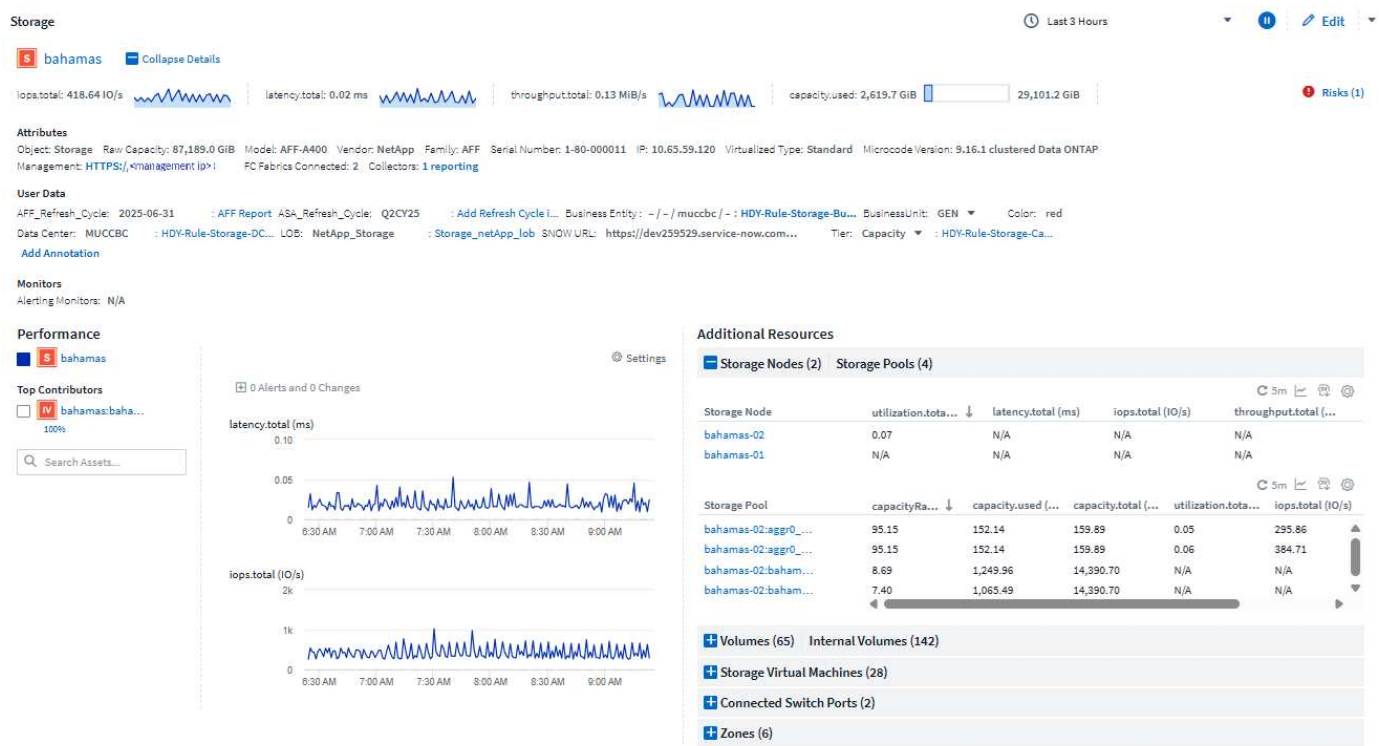 Storage
Last 3 Hours
Edit
S bahamas Collapse Details
iops.total: 418.64 IO/s latency.total: 0.02 ms throughput.total: 0.13 MiB/s capacity.used: 2,619.7 GiB 29,101.2 GiB Risks (1)
Attributes
Object: Storage Raw Capacity: 87,189.0 GiB Model: AFF-A400 Vendor: NetApp Family: AFF Serial Number: 1-80-000011 IP: 10.65.59.120 Virtualized Type: Standard Microcode Version: 9.16.1 clustered Data ONTAP
Management: HTTPS:/, <management ip> FC Fabrics Connected: 2 Collectors: 1 reporting
User Data
AFF_Refresh_Cycle: 2025-06-31 : AFF Report ASA_Refresh_Cycle: Q2CY25 : Add Refresh Cycle i... Business Entity: – / – / muccbc / – : HDY-Rule-Storage-Bu... BusinessUnit: GEN Color: red
Data Center: MUCCBC : HDY-Rule-Storage-DC... LOB: NetApp_Storage : Storage_netApp_lob SNOW URL: https://dev259529.service-now.com... Tier: Capacity : HDY-Rule-Storage-Ca...
Add Annotation
Monitors
Alerting Monitors: N/A
Performance
S bahamas
Top Contributors
IV bahamas:baha...
100%
Search Assets...
Settings
0 Alerts and 0 Changes
latency.total (ms)
0.10
0.05
0
6:30 AM 7:00 AM 7:30 AM 8:00 AM 8:30 AM 9:00 AM
iops.total (IO/s)
2k
1k
0
6:30 AM 7:00 AM 7:30 AM 8:00 AM 8:30 AM 9:00 AM
Additional Resources
Storage Nodes (2) Storage Pools (4)
5m
Storage Node utilization.tota... latency.total (ms) iops.total (IO/s) throughput.total (...
bahamas-02 0.07 N/A N/A N/A
bahamas-01 N/A N/A N/A N/A
5m
Storage Pool capacityRa... capacity.used (... capacity.total (... utilization.tota... iops.total (IO/s)
bahamas-02:aggr0_... 95.15 152.14 159.89 0.05 295.86
bahamas-02:aggr0_... 95.15 152.14 159.89 0.06 384.71
bahamas-02:baham... 8.69 1,249.96 14,390.70 N/A N/A
bahamas-02:baham... 7.40 1,065.49 14,390.70 N/A N/A
Volumes (65) Internal Volumes (142)
Storage Virtual Machines (28)
Connected Switch Ports (2)
Zones (6)